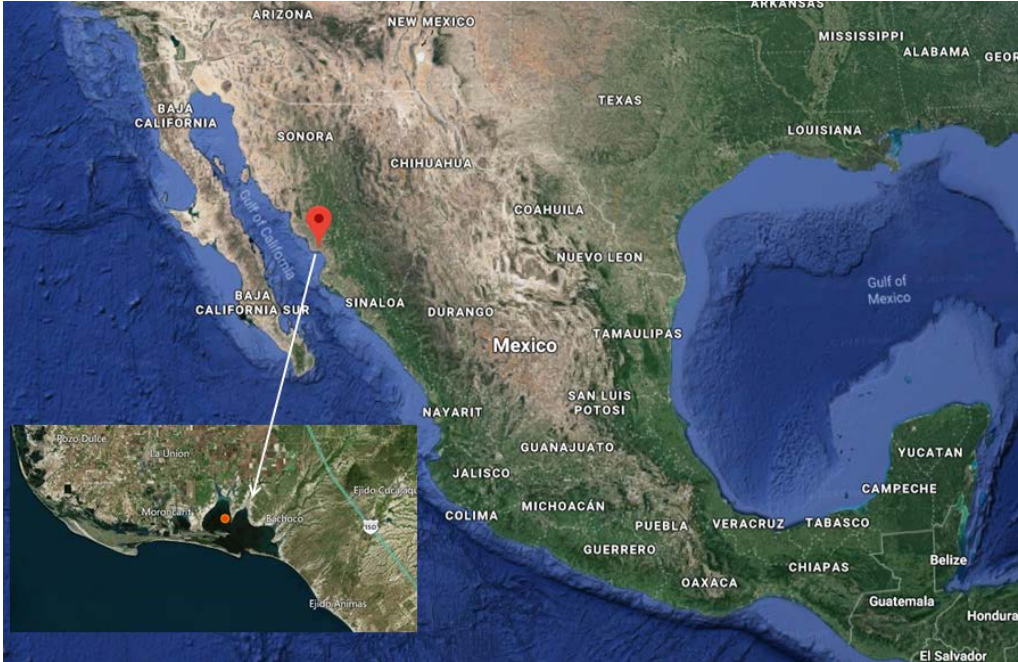 ARKANSAS
ARIZONA
NEW MEXICO
MISSISSIPPI
ALABAMA
GEOR
TEXAS
BAJA
CALIFORNIA
SONORA
LOUISIANA
CHIHUAHUA
COAHUILA
Gulf of California
NUEVO LEON
Gulf of
Mexico
BAJA
CALIFORNIA SUR
SINALOA
DURANGO
TAMAULIPAS
Mexico
SAN LUIS
POTOSI
NAYARIT
GUANAJUATO
YUCATAN
JALISCO
CAMPECHE
COLIMA
MICHOACÁN
PUEBLA
VERACRUZ
TABASCO
GUERRERO
CHIAPAS
Belize
OAXACA
Guatemala
Hondura
El Salvador
Pozo Dulce
La Union
Ejido Cucajaqu
Moroncarit
Bachoco
15D
Ejido Animas